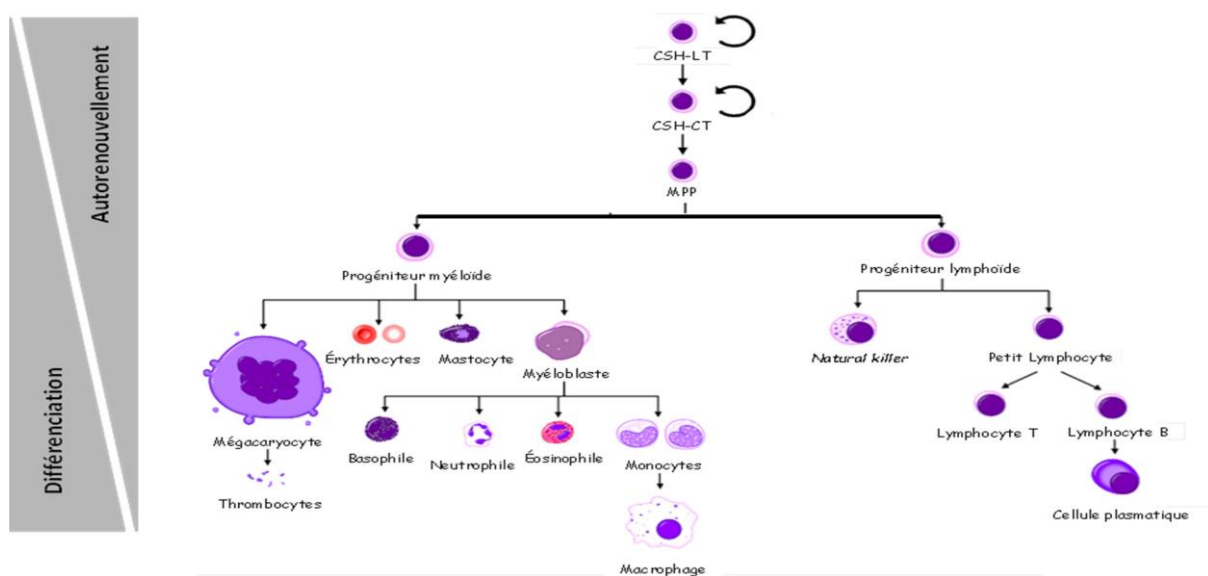 Autorenouvellement
Différenciation
CSH-LT
CSH-CT
MPP
Progéniteur myéloïde
Progéniteur lymphoïde
Érythrocytes
Mastocyte
Myéloblaste
Natural killer
Petit Lymphocyte
Mégacaryocyte
Basophile
Neutrophile
Éosinophile
Monocytes
Lymphocyte T
Lymphocyte B
Thrombocytes
Cellule plasmatique
Macrophage